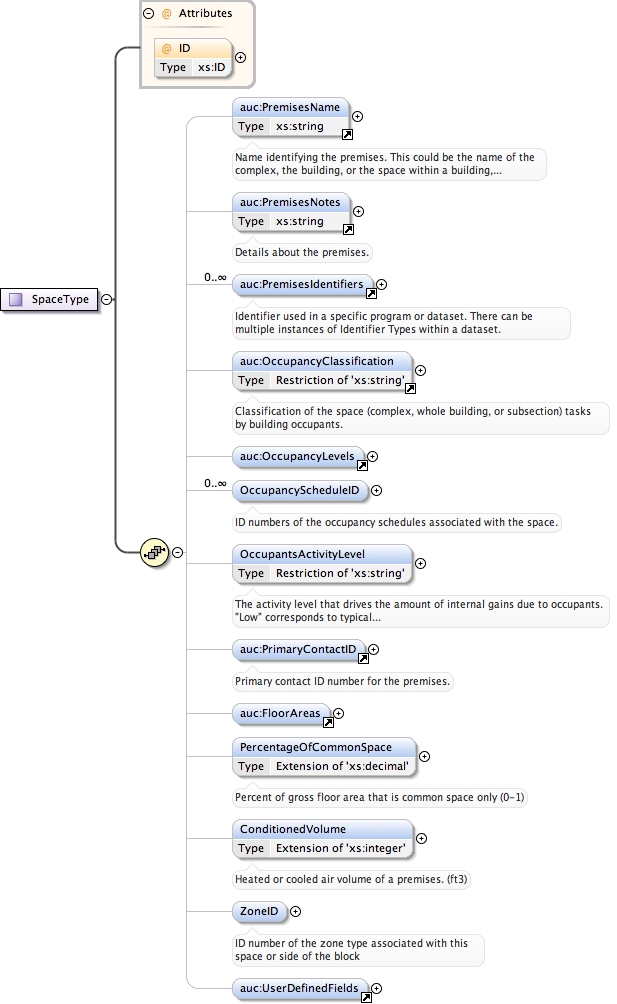 Attributes
@ ID
Type xs:ID
auc:PremisesName
Type xs:string
Name identifying the premises. This could be the name of the
complex, the building, or the space within a building,...
auc:PremisesNotes
Type xs:string
Details about the premises.
0..∞
auc:PremisesIdentifiers
SpaceType
Identifier used in a specific program or dataset. There can be
multiple instances of Identifier Types within a dataset.
auc:OccupancyClassification
Type Restriction of 'xs:string'
Classification of the space (complex, whole building, or subsection) tasks
by building occupants.
auc:OccupancyLevels
0..∞
OccupancyScheduleID
ID numbers of the occupancy schedules associated with the space.
OccupantsActivityLevel
Type Restriction of 'xs:string'
The activity level that drives the amount of internal gains due to occupants.
"Low" corresponds to typical...
auc:PrimaryContactID
Primary contact ID number for the premises.
auc:FloorAreas
PercentageOfCommonSpace
Type Extension of 'xs:decimal'
Percent of gross floor area that is common space only (0-1)
ConditionedVolume
Type Extension of 'xs:integer'
Heated or cooled air volume of a premises. (ft3)
ZoneID
ID number of the zone type associated with this
space or side of the block
auc:UserDefinedFields